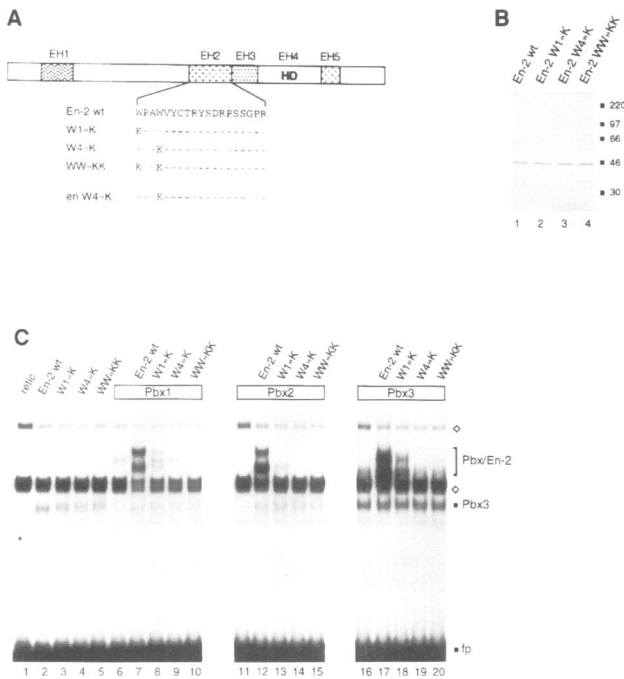 A
EH1 EH2 EH3 EH4 EH5
HD
En-2 wt WPAWVYCTRYSDRPSSGPR
W1»K K------------------
W4»K ---K---------------
WW»KK K--K---------------
en W4»K ---K---------------
B
En-2 wt En-2 W1»K En-2 W4»K En-2 WW»KK
220
97
66
46
30
1 2 3 4
C
retic En-2 wt W1»K W4»K WW»KK En-2 wt W1»K W4»K WW»KK En-2 wt W1»K W4»K WW»KK En-2 wt W1»K W4»K WW»KK
Pbx1 Pbx2 Pbx3
Pbx/En-2
Pbx3
fp
1 2 3 4 5 6 7 8 9 10 11 12 13 14 15 16 17 18 19 20